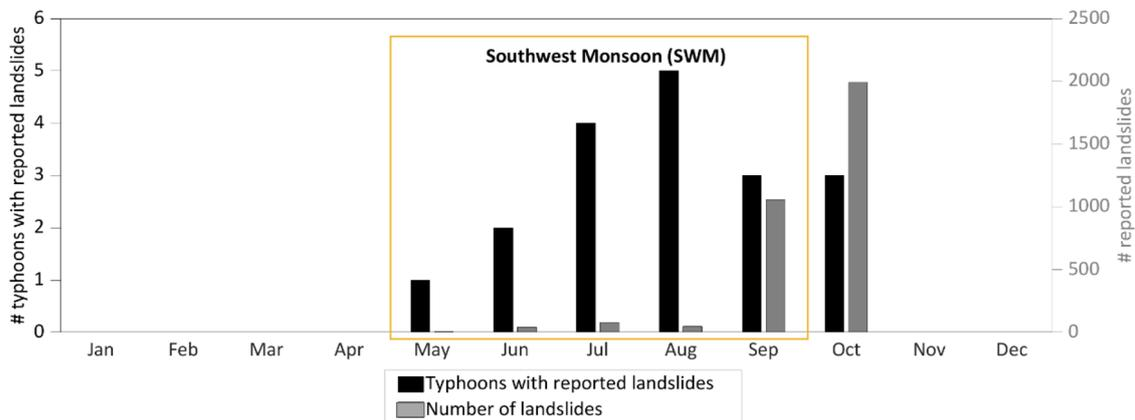 # typhoons with reported landslides
6
5
4
3
2
1
0
Southwest Monsoon (SWM)
2500
2000
1500
1000
500
0
# reported landslides
Jan Feb Mar Apr May Jun Jul Aug Sep Oct Nov Dec
Typhoons with reported landslides
Number of landslides